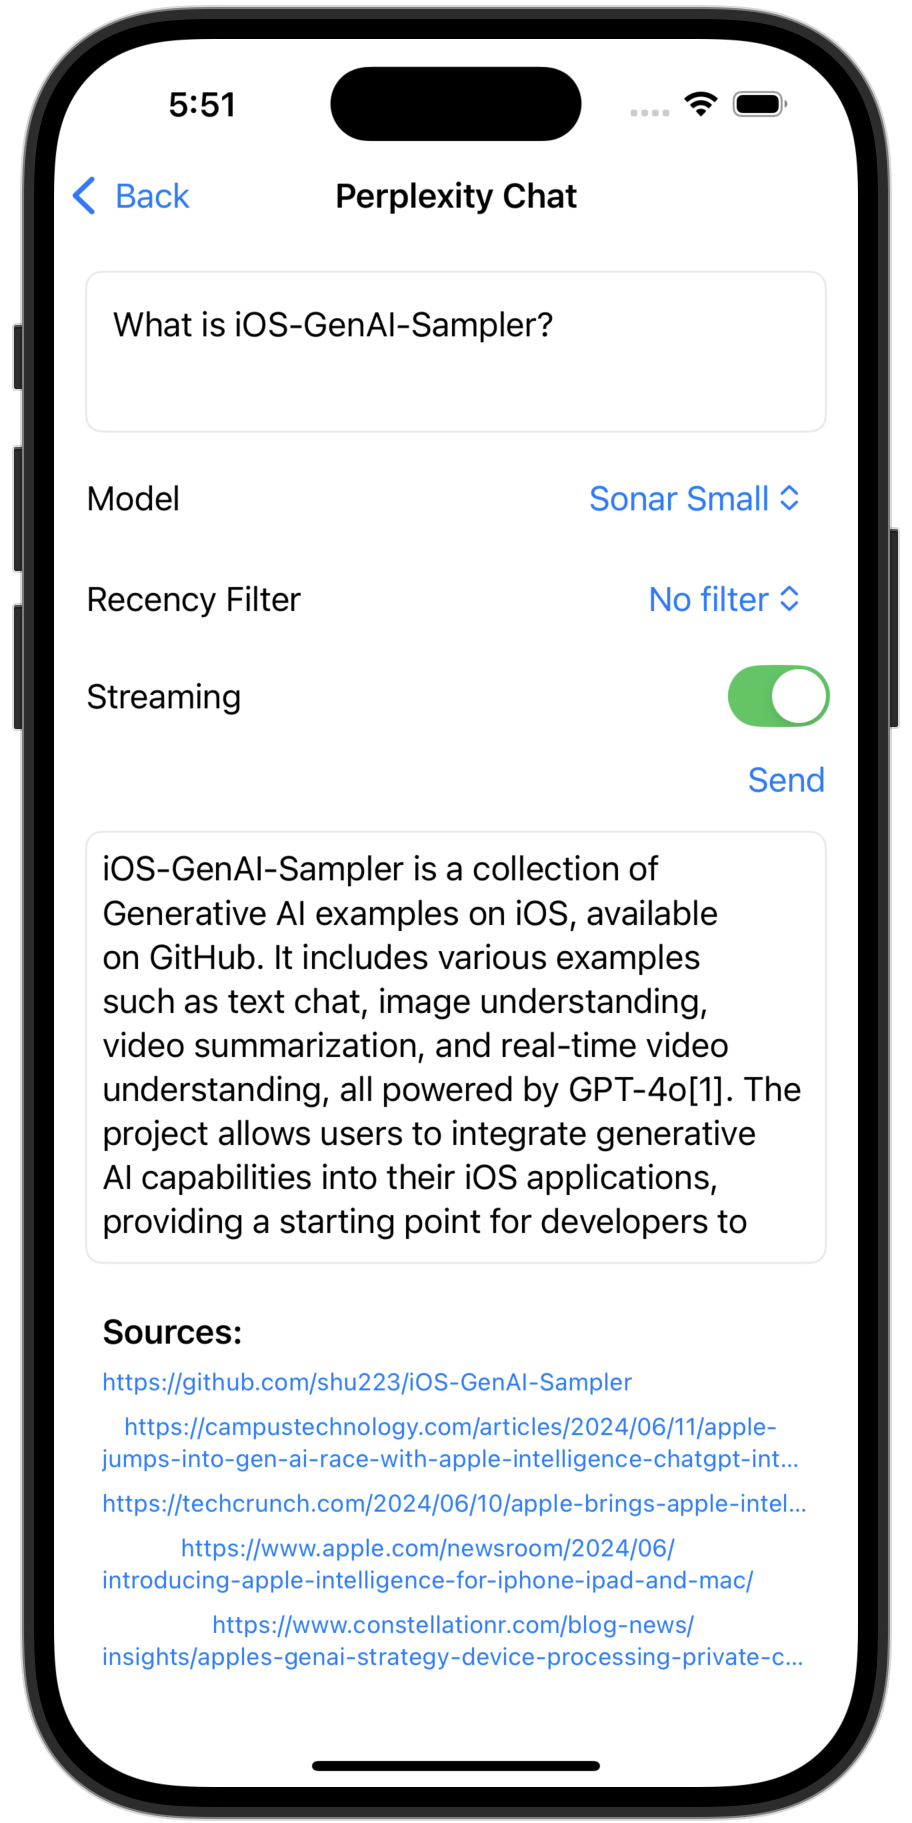 5:51
Back
Perplexity Chat
What is iOS-GenAI-Sampler?
Model
Sonar Small
Recency Filter
No filter
Streaming
Send
iOS-GenAI-Sampler is a collection of
Generative AI examples on iOS, available
on GitHub. It includes various examples
such as text chat, image understanding,
video summarization, and real-time video
understanding, all powered by GPT-4o[1]. The
project allows users to integrate generative
AI capabilities into their iOS applications,
providing a starting point for developers to
Sources:
https://github.com/shu223/iOS-GenAI-Sampler
https://campustechnology.com/articles/2024/06/11/apple-
jumps-into-gen-ai-race-with-apple-intelligence-chatgpt-int...
https://techcrunch.com/2024/06/10/apple-brings-apple-intel...
https://www.apple.com/newsroom/2024/06/
introducing-apple-intelligence-for-iphone-ipad-and-mac/
https://www.constellationr.com/blog-news/
insights/apples-genai-strategy-device-processing-private-c...